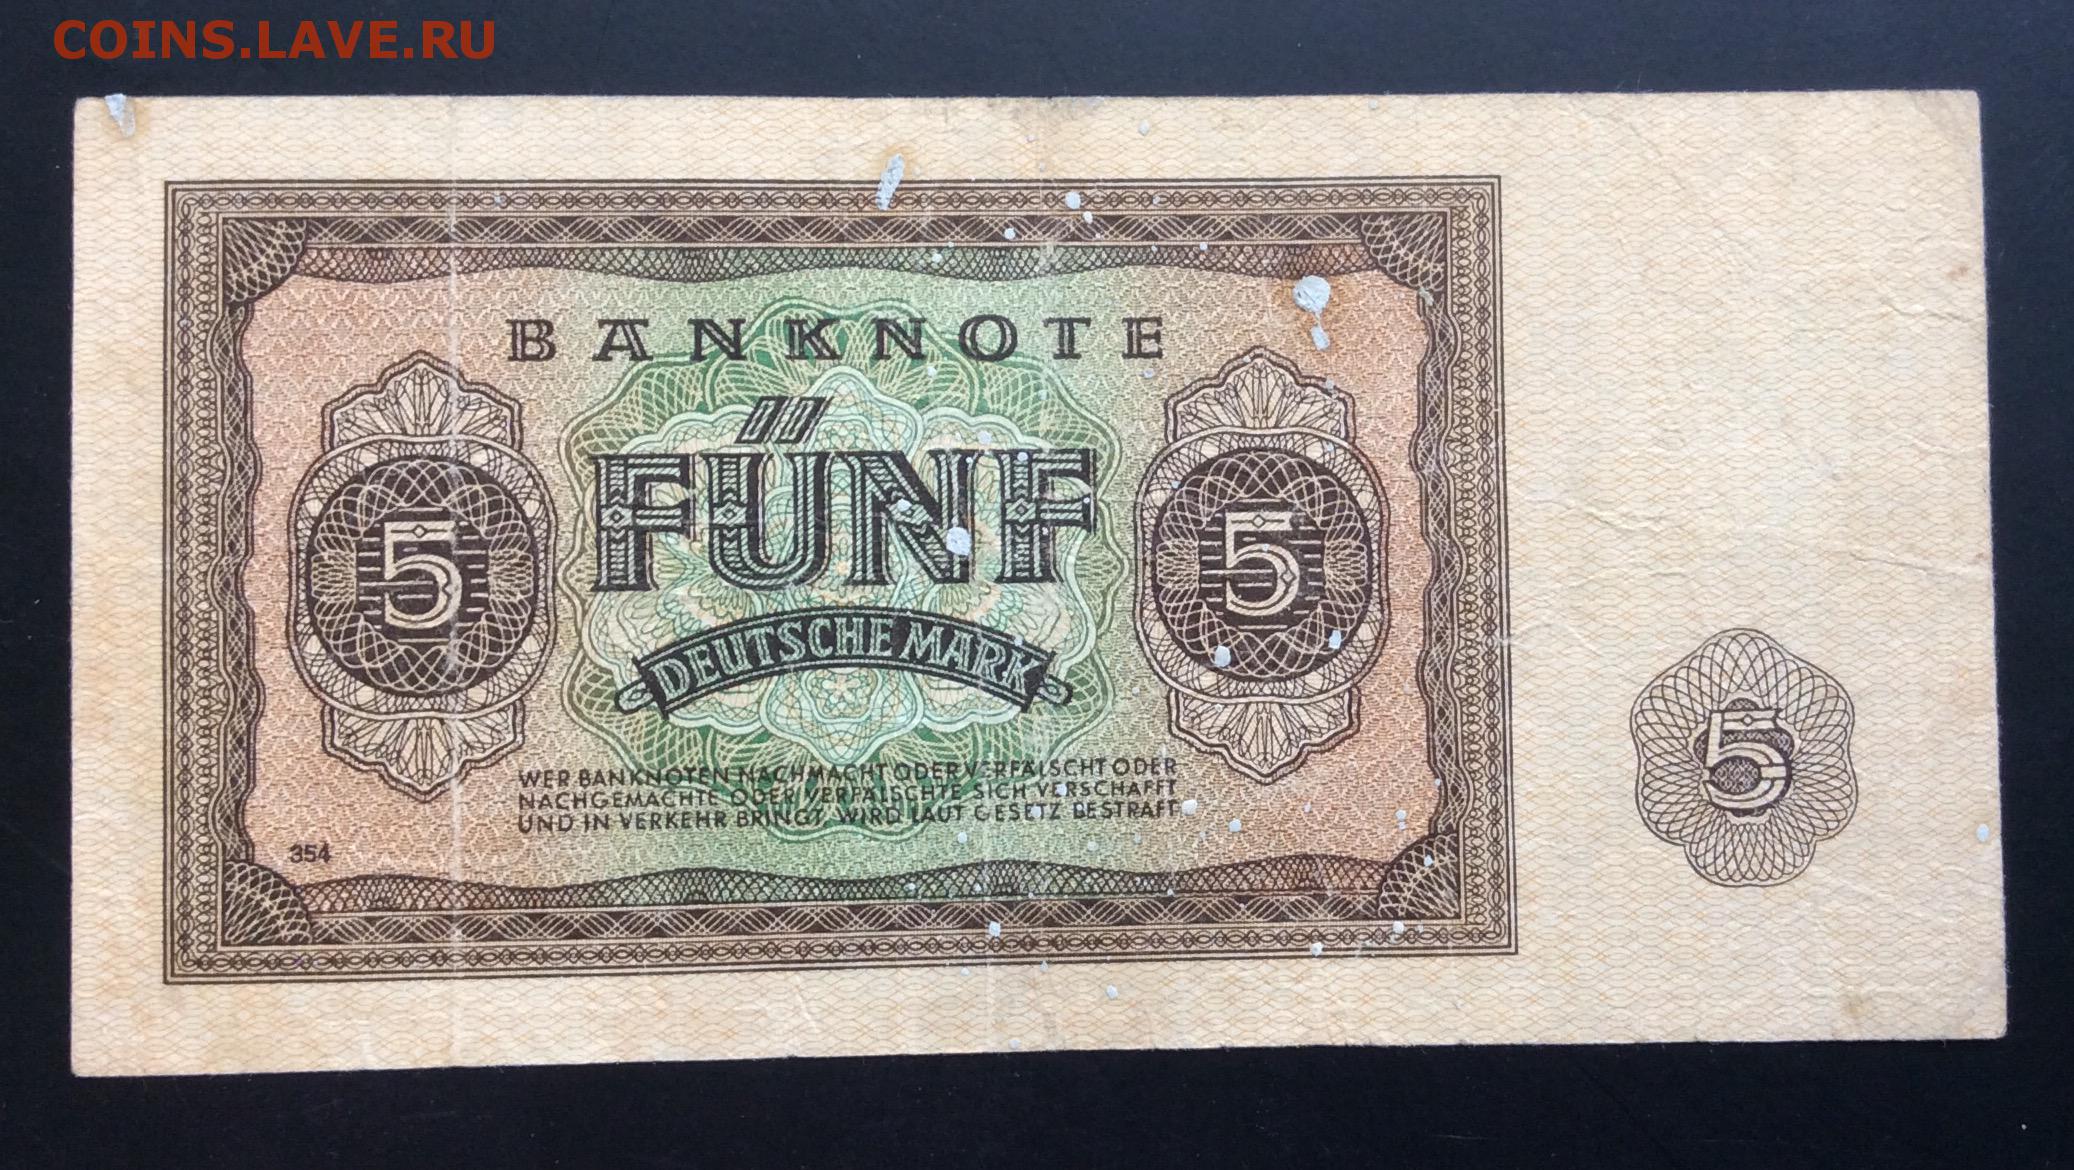 COINS.LAVE.RU
BANKNOTE
5 FÜNF 5
DEUTSCHE MARK
5
WER BANKNOTEN NACHMACHT ODER VERFÄLSCHT ODER
NACHGEMACHTE ODER VERFÄLSCHTE SICH VERSCHAFFT
UND IN VERKEHR BRINGT, WIRD LAUT GESETZ BESTRAFT
354